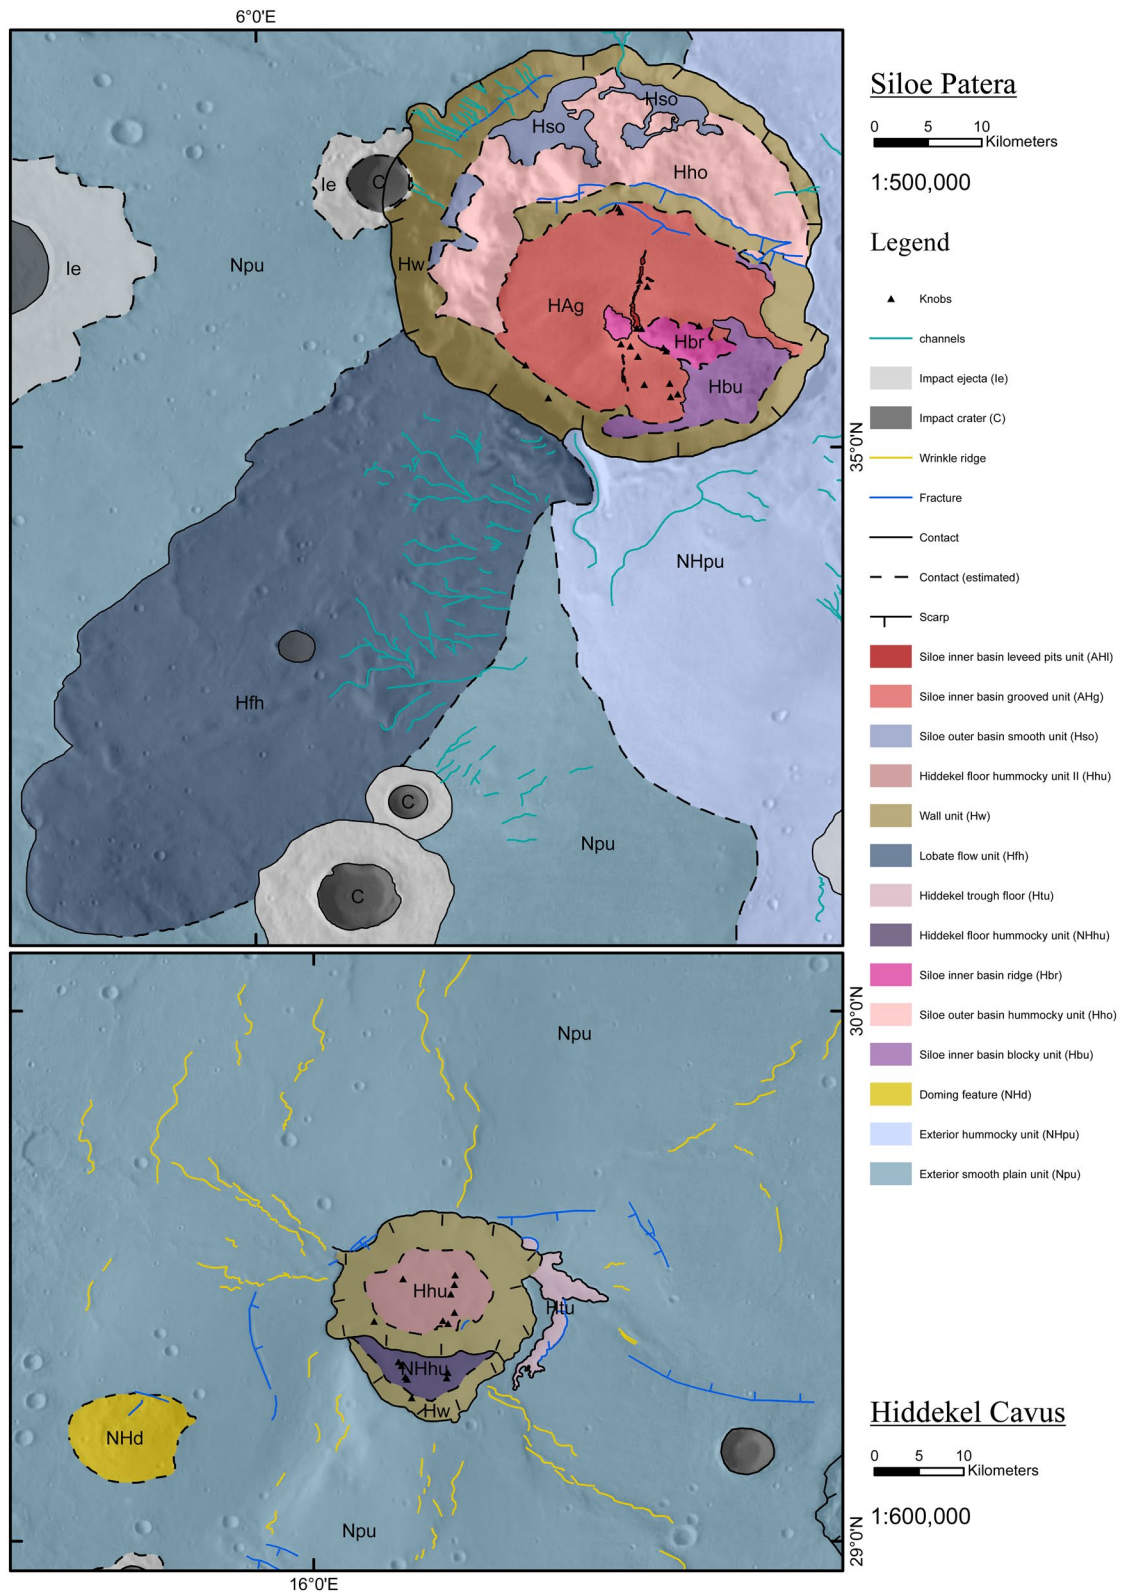 6°0'E
Hso
Hso
Hho
Ie
C
Hw
Npu
Ie
HAg
Hbr
Hbu
35°0'N
NHpu
Hfh
C
Npu
C
Siloe Patera
0 5 10
Kilometers
1:500,000
Legend
Knobs
channels
Impact ejecta (Ie)
Impact crater (C)
Wrinkle ridge
Fracture
Contact
Contact (estimated)
Scarp
Siloe inner basin leveed pits unit (AHl)
Siloe inner basin grooved unit (AHg)
Siloe outer basin smooth unit (Hso)
Hiddekel floor hummocky unit II (Hhu)
Wall unit (Hw)
Lobate flow unit (Hfh)
Hiddekel trough floor (Htu)
Hiddekel floor hummocky unit (NHhu)
Siloe inner basin ridge (Hbr)
Siloe outer basin hummocky unit (Hho)
Siloe inner basin blocky unit (Hbu)
Doming feature (NHd)
Exterior hummocky unit (NHpu)
Exterior smooth plain unit (Npu)
30°0'N
Npu
Hhu
Htu
NHhu
Hw
NHd
Npu
29°0'N
16°0'E
Hiddekel Cavus
0 5 10
Kilometers
1:600,000